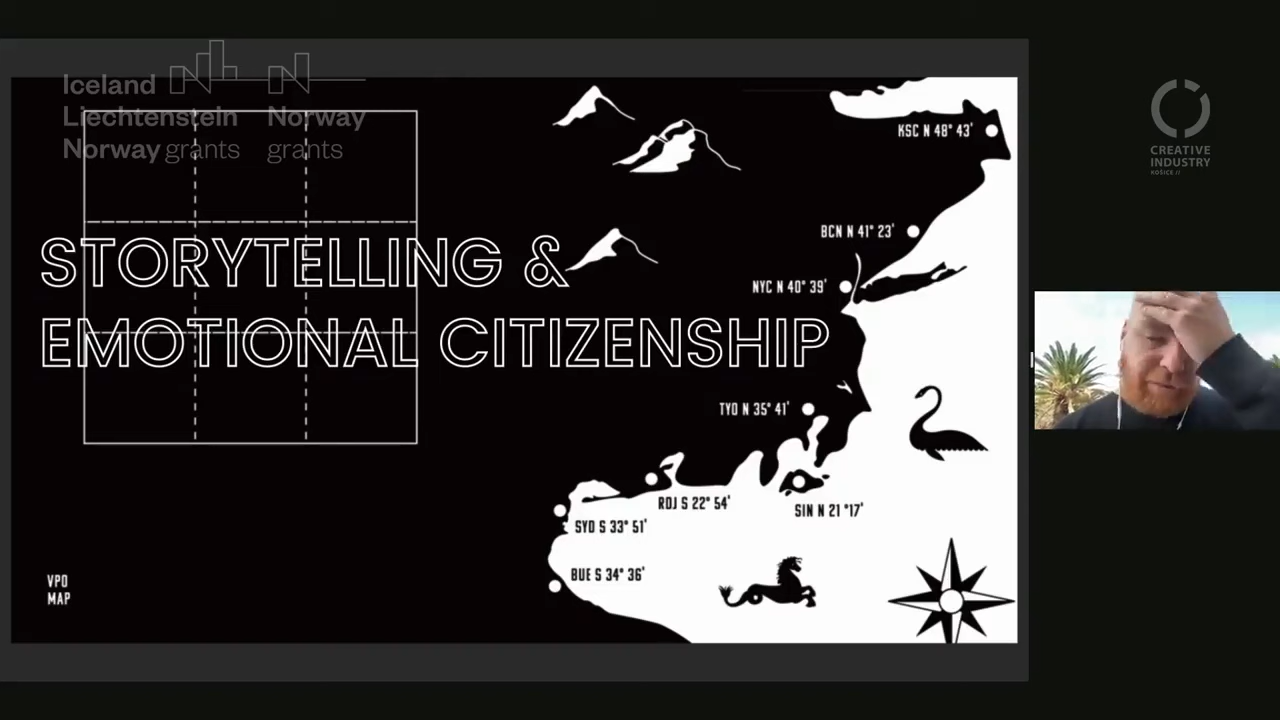 Iceland
Liechtenstein
Norway grants
Norway
grants
STORYTELLING &
EMOTIONAL CITIZENSHIP
KSC N 48° 43'
BCN N 41° 23'
NYC N 40° 39'
TYO N 35° 41'
RDJ S 22° 54'
SIN N 21 °17'
SYD S 33° 51'
BUE S 34° 36'
VPO
MAP
CREATIVE
INDUSTRY
KOŠICE //